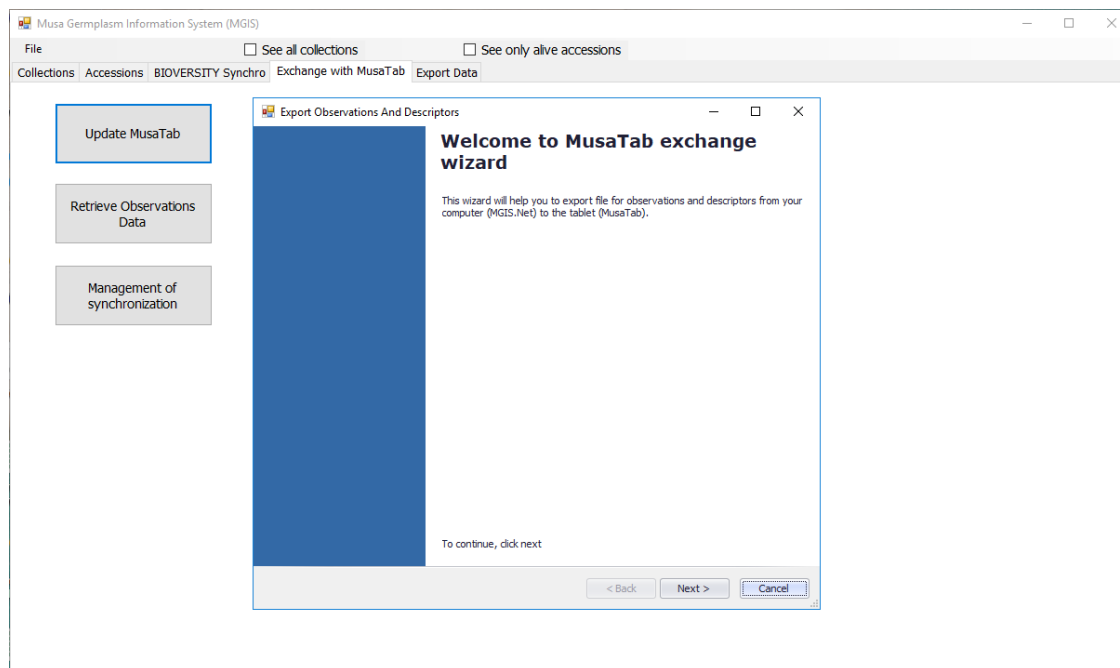 Musa Germplasm Information System (MGIS)
File
See all collections
See only alive accessions
Collections
Accessions
BIOVERSITY Synchro
Exchange with MusaTab
Export Data
Update MusaTab
Retrieve Observations
Data
Management of
synchronization
Export Observations And Descriptors
Welcome to MusaTab exchange
wizard
This wizard will help you to export file for observations and descriptors from your
computer (MGIS.Net) to the tablet (MusaTab).
To continue, click next
< Back
Next >
Cancel